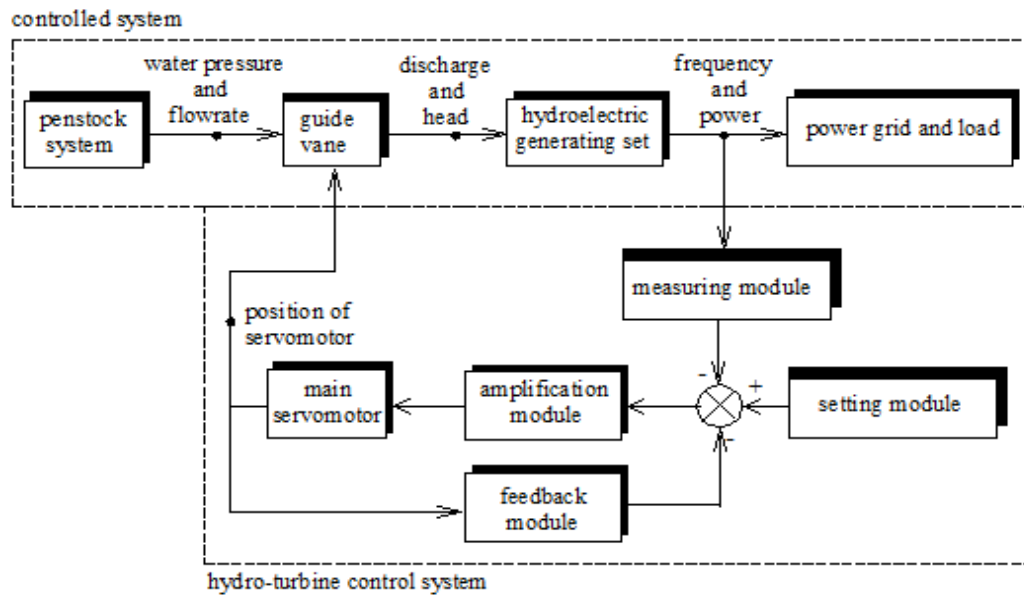 controlled system
water pressure
and
flowrate
discharge
and
head
frequency
and
power
penstock
system
guide
vane
hydroelectric
generating set
power grid and load
measuring module
position of
servomotor
main
servomotor
amplification
module
-
+
setting module
-
feedback
module
hydro-turbine control system